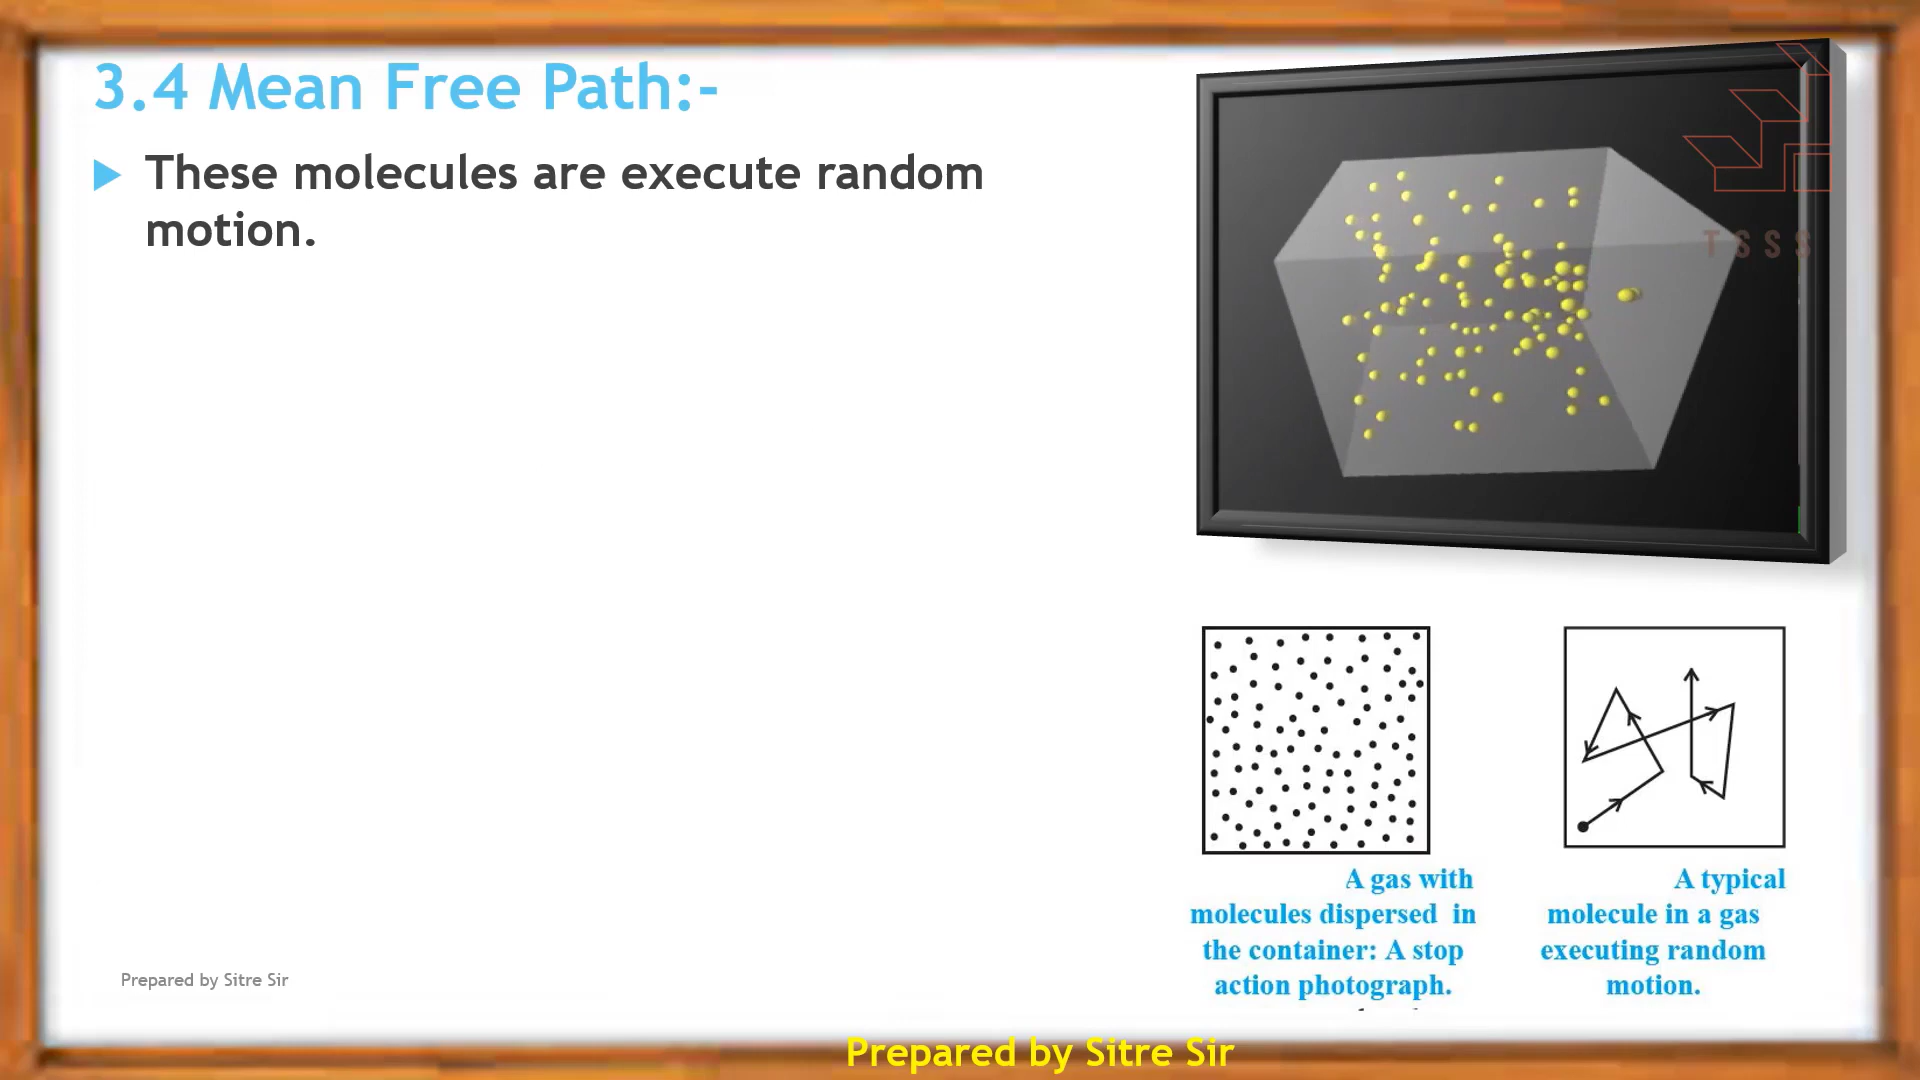 3.4 Mean Free Path:-
These molecules are execute random
motion.
T S S S
A gas with
molecules dispersed in
the container: A stop
action photograph.
A typical
molecule in a gas
executing random
motion.
Prepared by Sitre Sir
Prepared by Sitre Sir